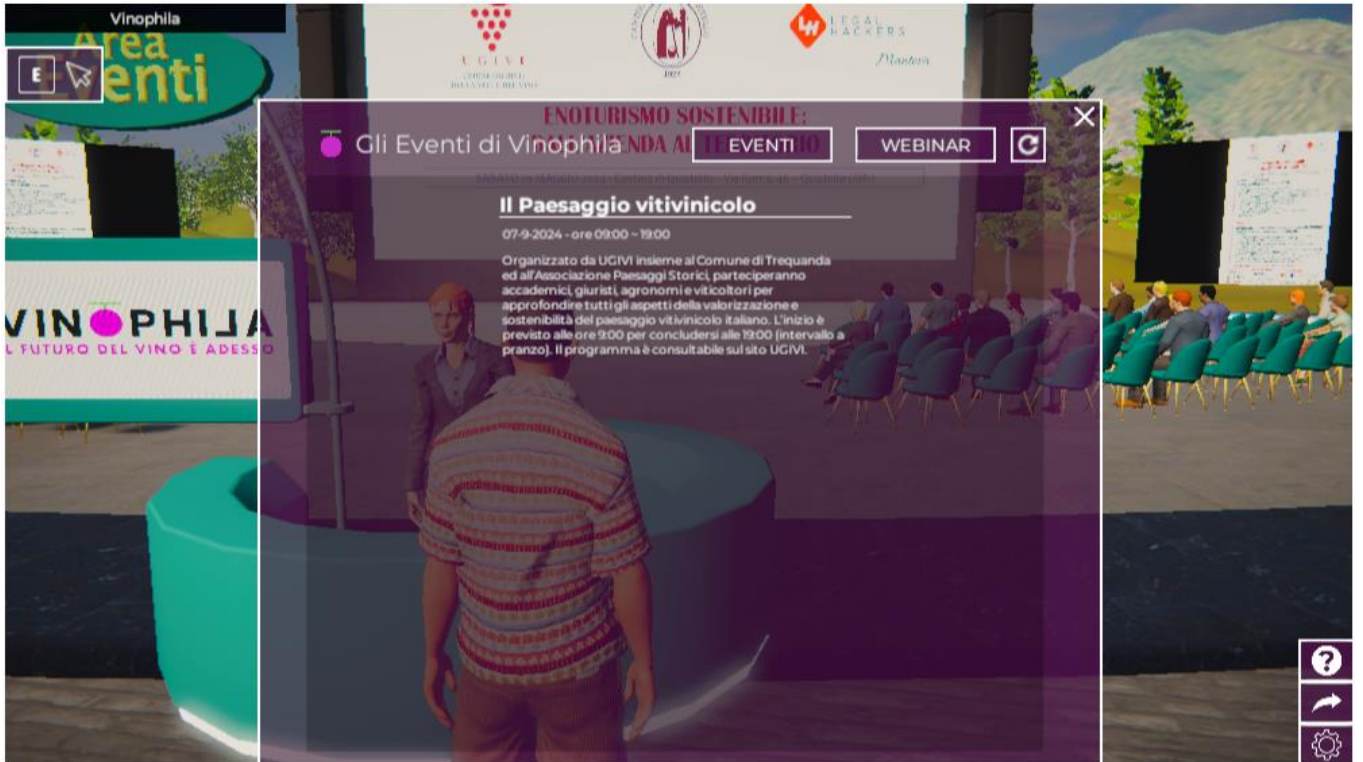 Vinophila
Area
Eventi
E
UGIVI
1927
LEGAL
HACKERS
Mantova
ENOTURISMO SOSTENIBILE:
Gli Eventi di Vinophila
EVENTI
WEBINAR
Il Paesaggio vitivinicolo
07-9-2024 - ore 09:00 ~ 19:00
Organizzato da UGIVI insieme al Comune di Trequanda
ed all'Associazione Paesaggi Storici, parteciperanno
accademici, giuristi, agronomi e viticoltori per
approfondire tutti gli aspetti della valorizzazione e
sostenibilità del paesaggio vitivinicolo italiano. L'inizio è
previsto alle ore 9:00 per concludersi alle 19:00 (intervallo a
pranzo). Il programma è consultabile sul sito UGIVI.
VINOPHILA
IL FUTURO DEL VINO È ADESSO